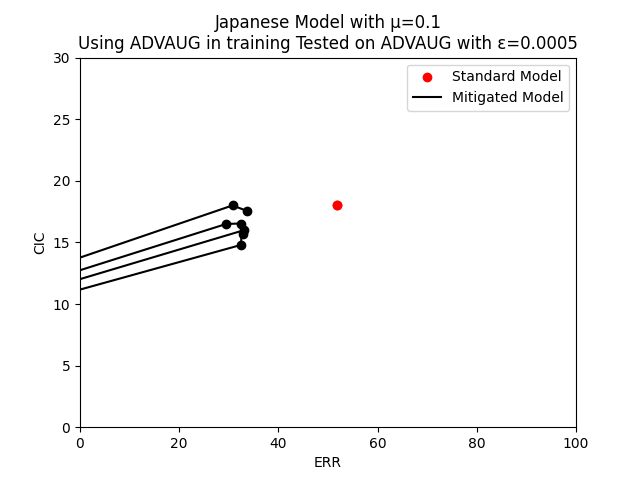 Japanese Model with μ=0.1
Using ADVAUG in training Tested on ADVAUG with ε=0.0005
Standard Model
Mitigated Model
CIC
30
25
20
15
10
5
0
0 20 40 60 80 100
ERR